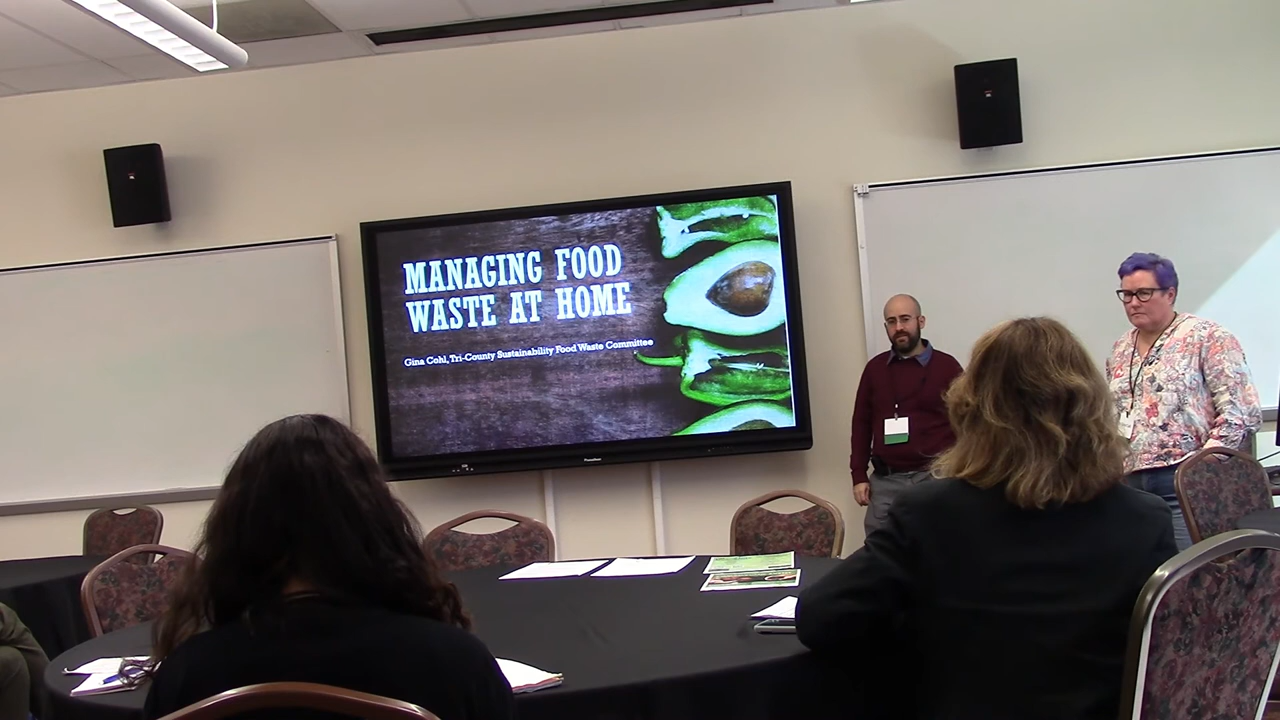 MANAGING FOOD
WASTE AT HOME
Gina Cohl, Tri-County Sustainability Food Waste Committee